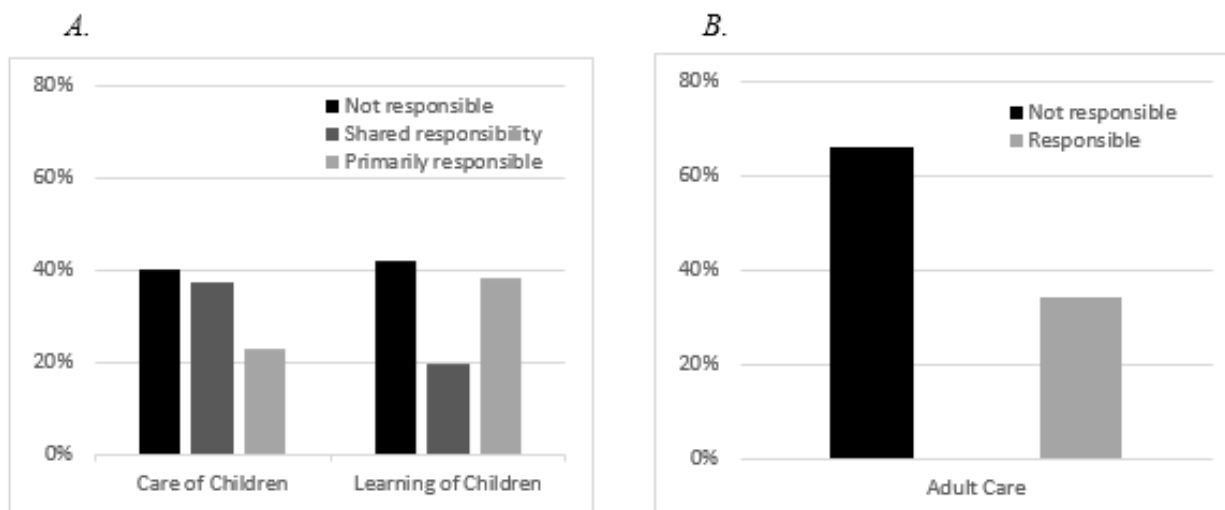 A.
80%
60%
40%
20%
0%
Not responsible
Shared responsibility
Primarily responsible
Care of Children
Learning of Children
B.
80%
60%
40%
20%
0%
Not responsible
Responsible
Adult Care